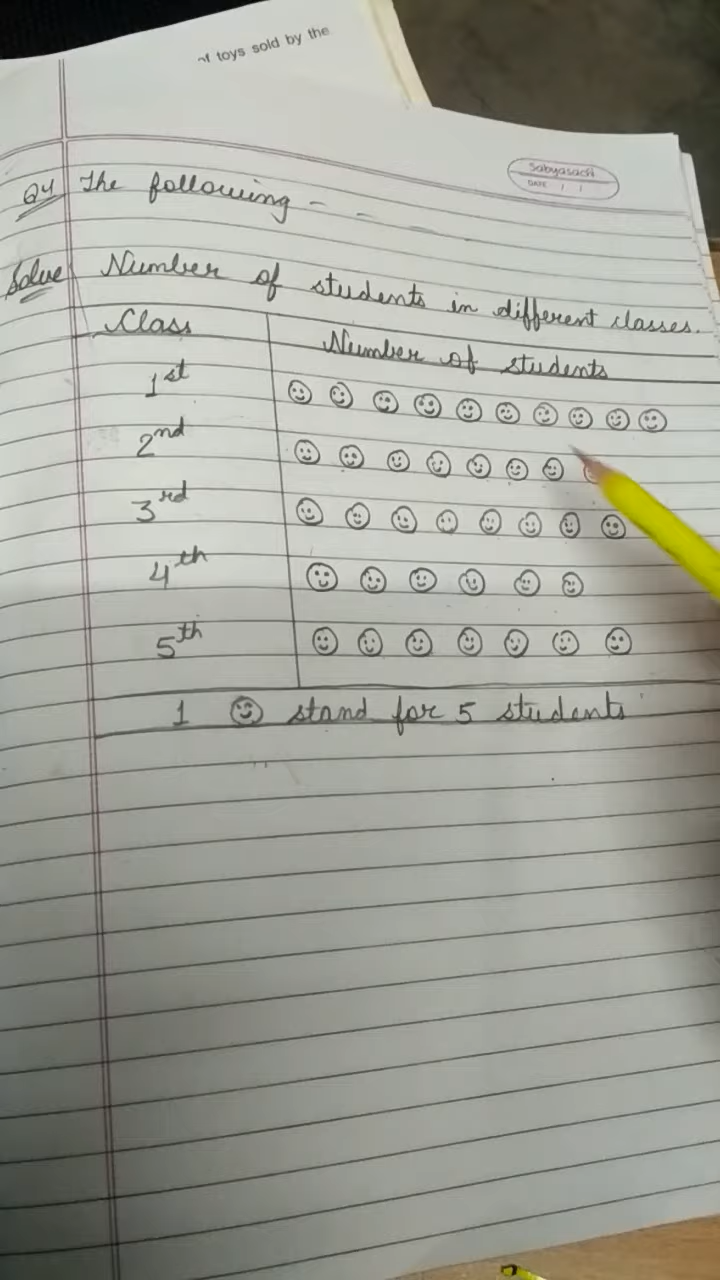 of toys sold by the
Sabyasachi
DATE / /
Q4 The following - - -
Solve Number of students in different classes.
Class Number of students
1st
2nd
3rd
4th
5th
1 stand for 5 students